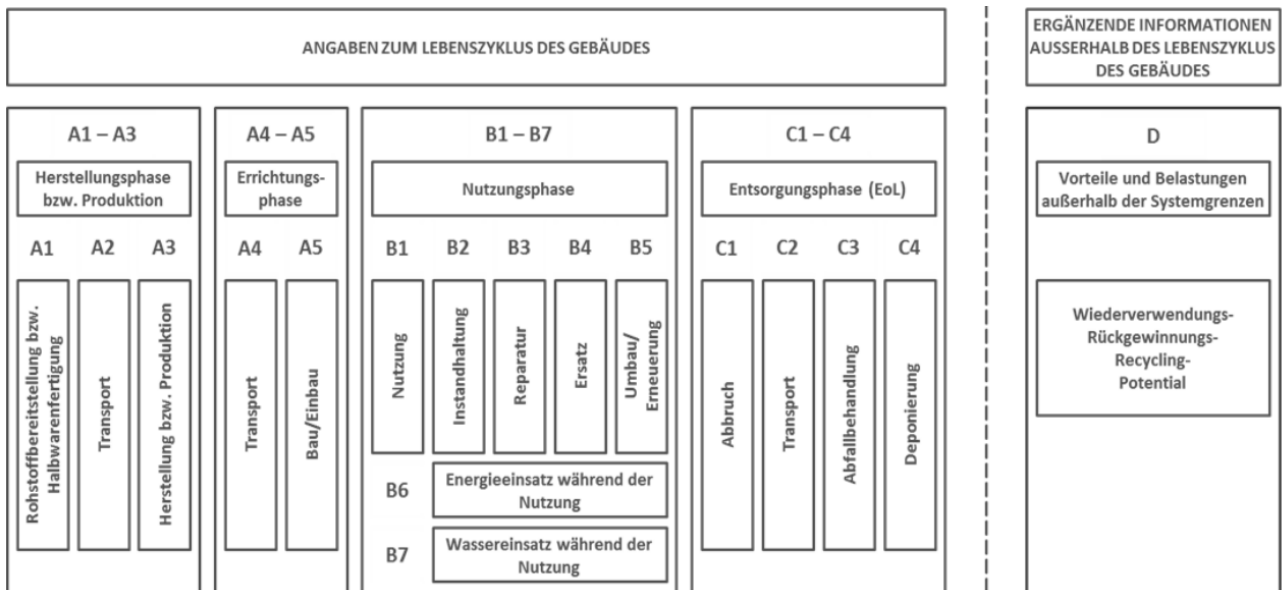 ANGABEN ZUM LEBENSZYKLUS DES GEBÄUDES
ERGÄNZENDE INFORMATIONEN
AUSSERHALB DES LEBENSZYKLUS
DES GEBÄUDES
A1 – A3
Herstellungsphase
bzw. Produktion
A1 A2 A3
Rohstoffbereitstellung bzw.
Halbwarenfertigung
Transport
Herstellung bzw. Produktion
A4 – A5
Errichtungs-
phase
A4 A5
Transport
Bau/Einbau
B1 – B7
Nutzungsphase
B1 B2 B3 B4 B5
Nutzung
Instandhaltung
Reparatur
Ersatz
Umbau/
Erneuerung
B6
Energieeinsatz während der
Nutzung
B7
Wassereinsatz während der
Nutzung
C1 – C4
Entsorgungsphase (EoL)
C1 C2 C3 C4
Abbruch
Transport
Abfallbehandlung
Deponierung
D
Vorteile und Belastungen
außerhalb der Systemgrenzen
Wiederverwendungs-
Rückgewinnungs-
Recycling-
Potential